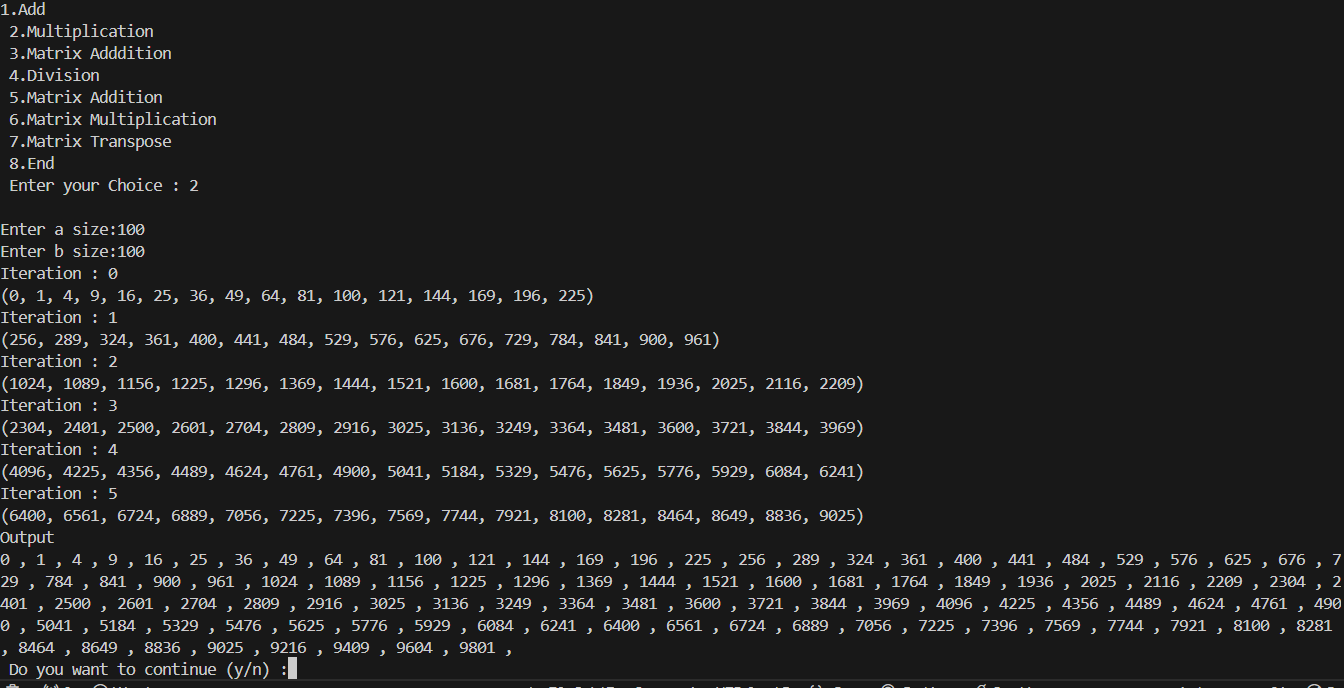 1.Add
2.Multiplication
3.Matrix Adddition
4.Division
5.Matrix Addition
6.Matrix Multiplication
7.Matrix Transpose
8.End
Enter your Choice : 2
Enter a size:100
Enter b size:100
Iteration : 0
(0, 1, 4, 9, 16, 25, 36, 49, 64, 81, 100, 121, 144, 169, 196, 225)
Iteration : 1
(256, 289, 324, 361, 400, 441, 484, 529, 576, 625, 676, 729, 784, 841, 900, 961)
Iteration : 2
(1024, 1089, 1156, 1225, 1296, 1369, 1444, 1521, 1600, 1681, 1764, 1849, 1936, 2025, 2116, 2209)
Iteration : 3
(2304, 2401, 2500, 2601, 2704, 2809, 2916, 3025, 3136, 3249, 3364, 3481, 3600, 3721, 3844, 3969)
Iteration : 4
(4096, 4225, 4356, 4489, 4624, 4761, 4900, 5041, 5184, 5329, 5476, 5625, 5776, 5929, 6084, 6241)
Iteration : 5
(6400, 6561, 6724, 6889, 7056, 7225, 7396, 7569, 7744, 7921, 8100, 8281, 8464, 8649, 8836, 9025)
Output
0 , 1 , 4 , 9 , 16 , 25 , 36 , 49 , 64 , 81 , 100 , 121 , 144 , 169 , 196 , 225 , 256 , 289 , 324 , 361 , 400 , 441 , 484 , 529 , 576 , 625 , 676 , 7
29 , 784 , 841 , 900 , 961 , 1024 , 1089 , 1156 , 1225 , 1296 , 1369 , 1444 , 1521 , 1600 , 1681 , 1764 , 1849 , 1936 , 2025 , 2116 , 2209 , 2304 , 2
401 , 2500 , 2601 , 2704 , 2809 , 2916 , 3025 , 3136 , 3249 , 3364 , 3481 , 3600 , 3721 , 3844 , 3969 , 4096 , 4225 , 4356 , 4489 , 4624 , 4761 , 490
0 , 5041 , 5184 , 5329 , 5476 , 5625 , 5776 , 5929 , 6084 , 6241 , 6400 , 6561 , 6724 , 6889 , 7056 , 7225 , 7396 , 7569 , 7744 , 7921 , 8100 , 8281
, 8464 , 8649 , 8836 , 9025 , 9216 , 9409 , 9604 , 9801 ,
Do you want to continue (y/n) :